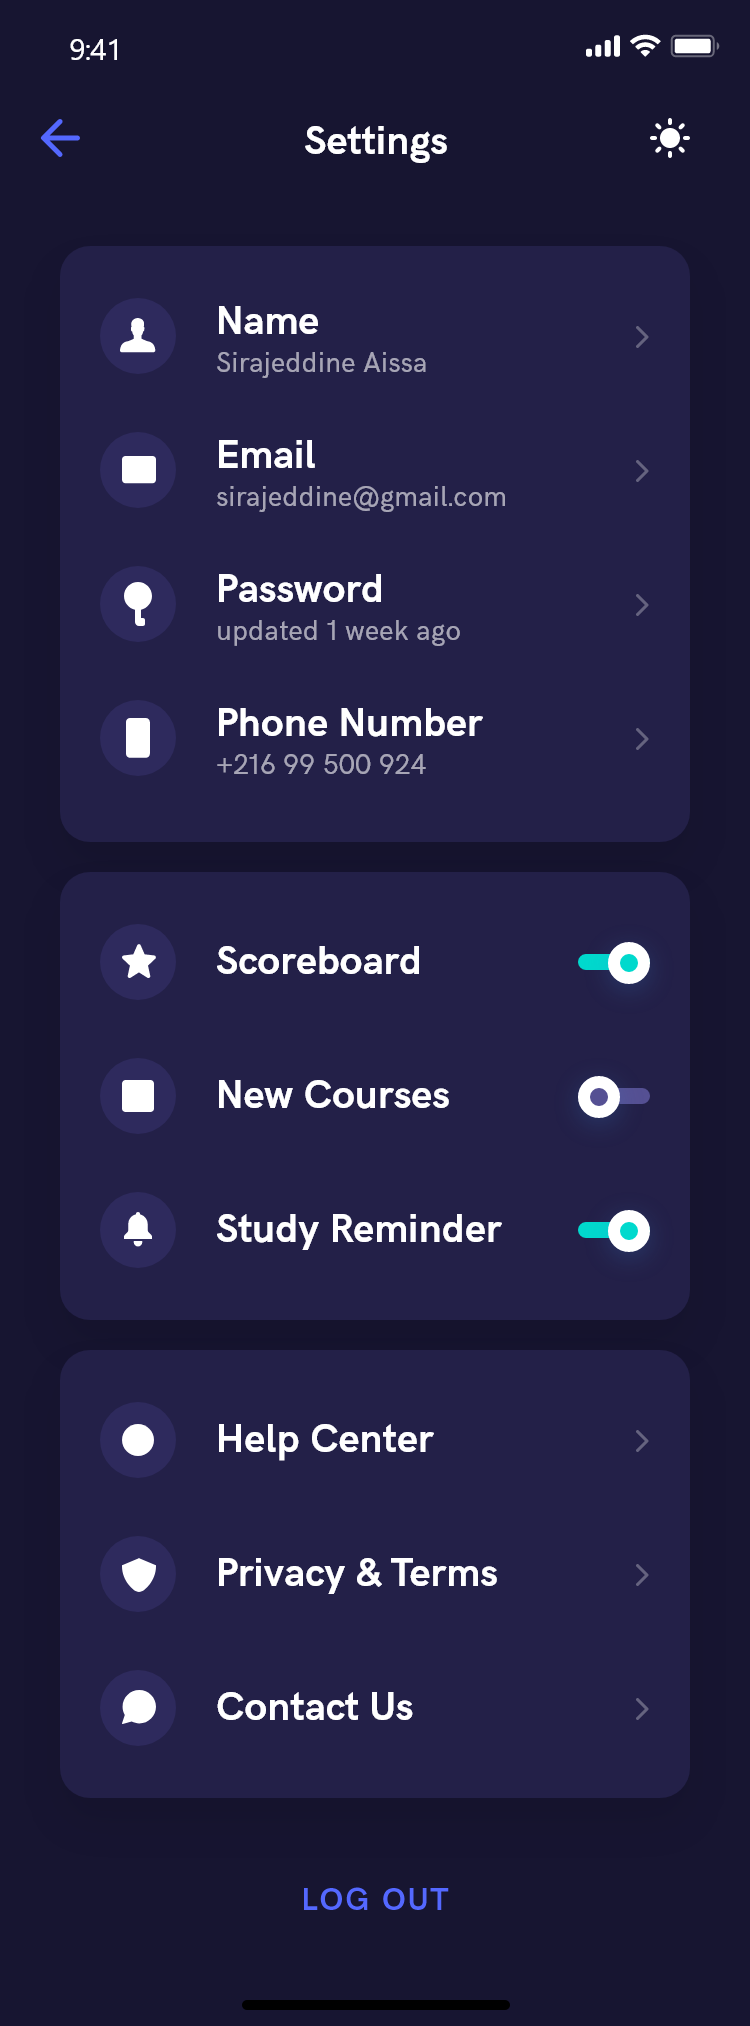 9:41
Settings
Name
Sirajeddine Aissa
Email
sirajeddine@gmail.com
Password
updated 1 week ago
Phone Number
+216 99 500 924
Scoreboard
New Courses
Study Reminder
Help Center
Privacy & Terms
Contact Us
LOG OUT